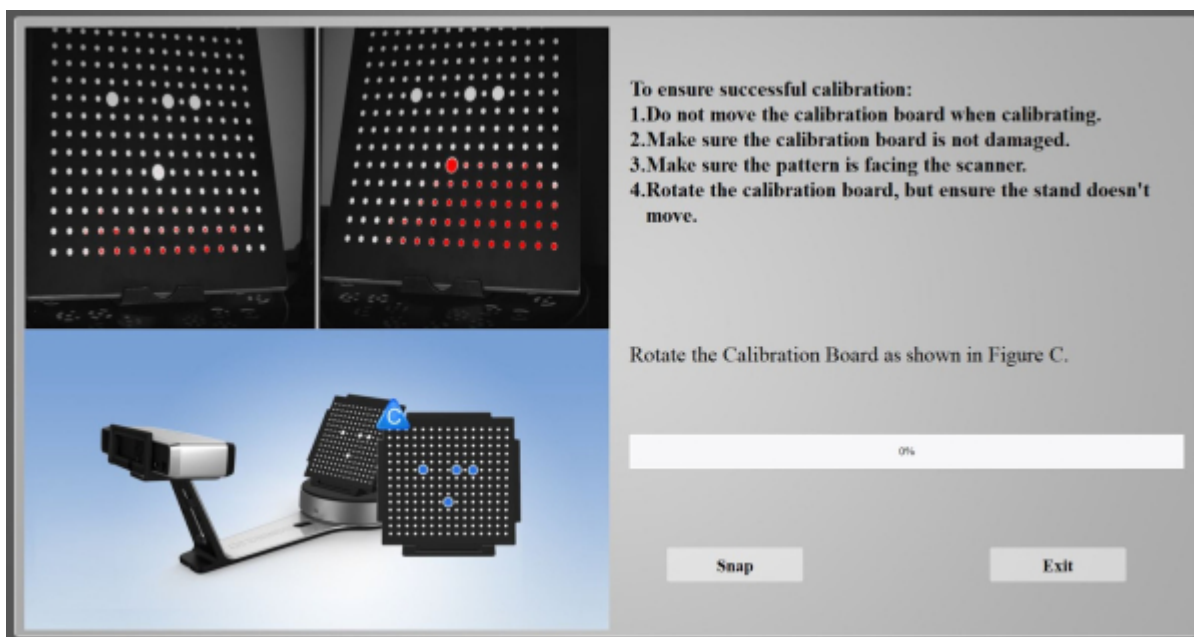 To ensure successful calibration:
1.Do not move the calibration board when calibrating.
2.Make sure the calibration board is not damaged.
3.Make sure the pattern is facing the scanner.
4.Rotate the calibration board, but ensure the stand doesn't
move.
Rotate the Calibration Board as shown in Figure C.
C
0%
Snap
Exit